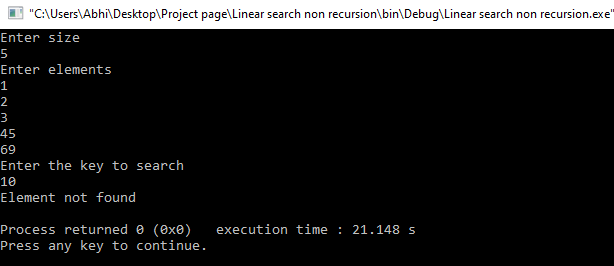 "C:\Users\Abhi\Desktop\Project page\Linear search non recursion\bin\Debug\Linear search non recursion.exe"
Enter size
5
Enter elements
1
2
3
45
69
Enter the key to search
10
Element not found
Process returned 0 (0x0)   execution time : 21.148 s
Press any key to continue.